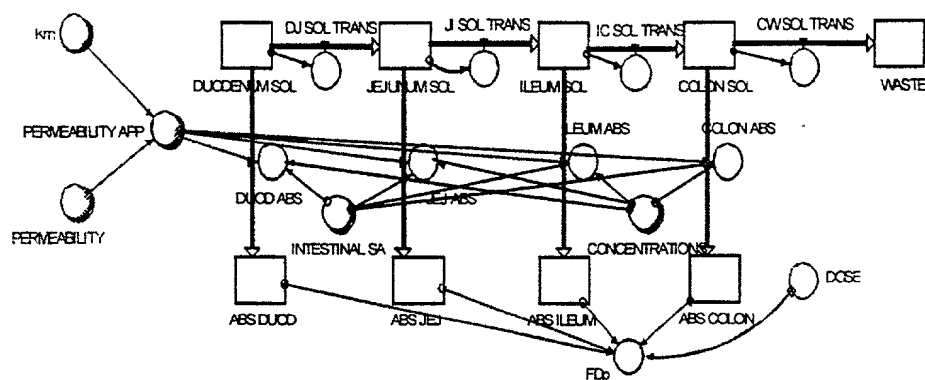 DJ SOL TRANS
JI SOL TRANS
IC SOL TRANS
CW SOL TRANS
DUODENUM SOL
JEJUNUM SOL
ILEUM SOL
COLON SOL
WASTE
PERMEABILITY APP
ILEUM ABS
COLON ABS
DUOD ABS
JEJ ABS
PERMEABILITY
INTESTINAL SA
CONCENTRATIONS
DOSE
ABS DUOD
ABS JEJ
ABS ILEUM
ABS COLON
FDp